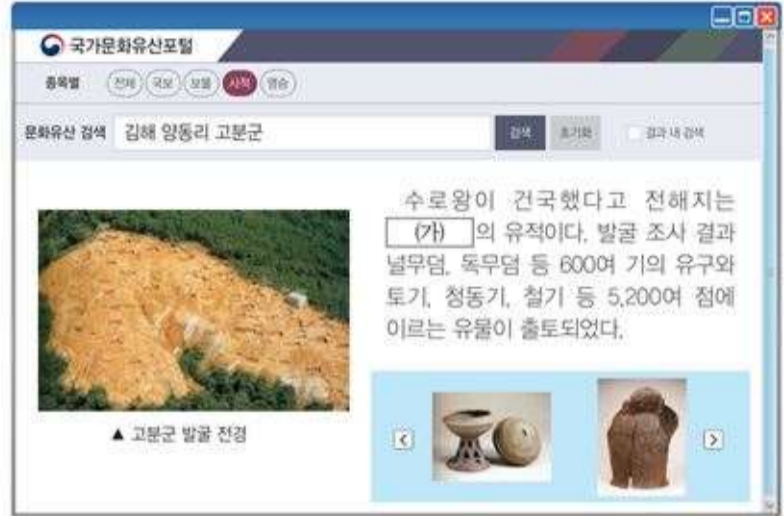 국가문화유산포털
종목별 전체 국보 보물 사적 명승
문화유산 검색 김해 양동리 고분군 검색 초기화 결과 내 검색
수로왕이 건국했다고 전해지는
(가) 의 유적이다. 발굴 조사 결과
널무덤, 독무덤 등 600여 기의 유구와
토기, 청동기, 철기 등 5,200여 점에
이르는 유물이 출토되었다.
▲ 고분군 발굴 전경